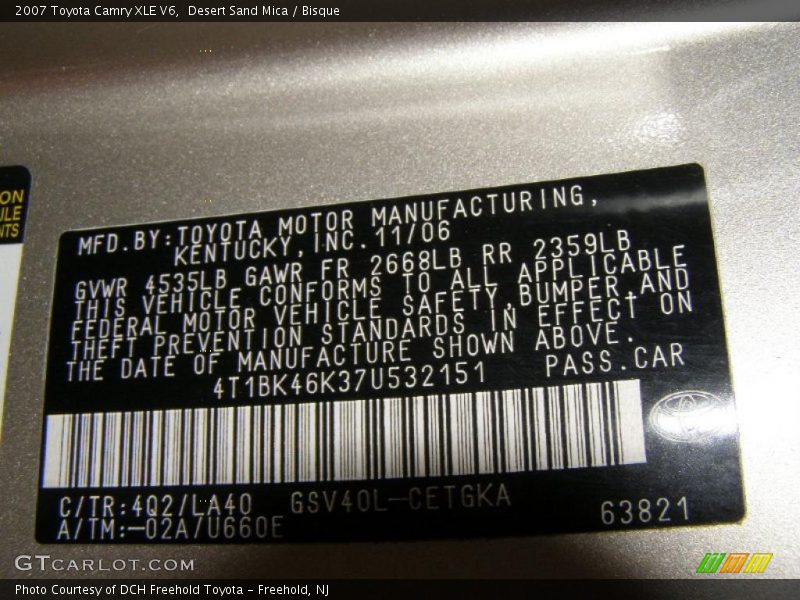 2007 Toyota Camry XLE V6,  Desert Sand Mica / Bisque
ON
ULE
NTS
MFD.BY:TOYOTA MOTOR MANUFACTURING,
KENTUCKY,INC.11/06
GVWR 4535LB GAWR FR 2668LB RR 2359LB
THIS VEHICLE CONFORMS TO ALL APPLICABLE
FEDERAL MOTOR VEHICLE SAFETY,BUMPER,AND
THEFT PREVENTION STANDARDS IN EFFECT ON
THE DATE OF MANUFACTURE SHOWN ABOVE.
4T1BK46K37U532151 PASS.CAR
C/TR:4Q2/LA40 GSV40L-CETGKA
A/TM:-02A/U660E 63821
GTCARLOT.COM
Photo Courtesy of DCH Freehold Toyota - Freehold, NJ